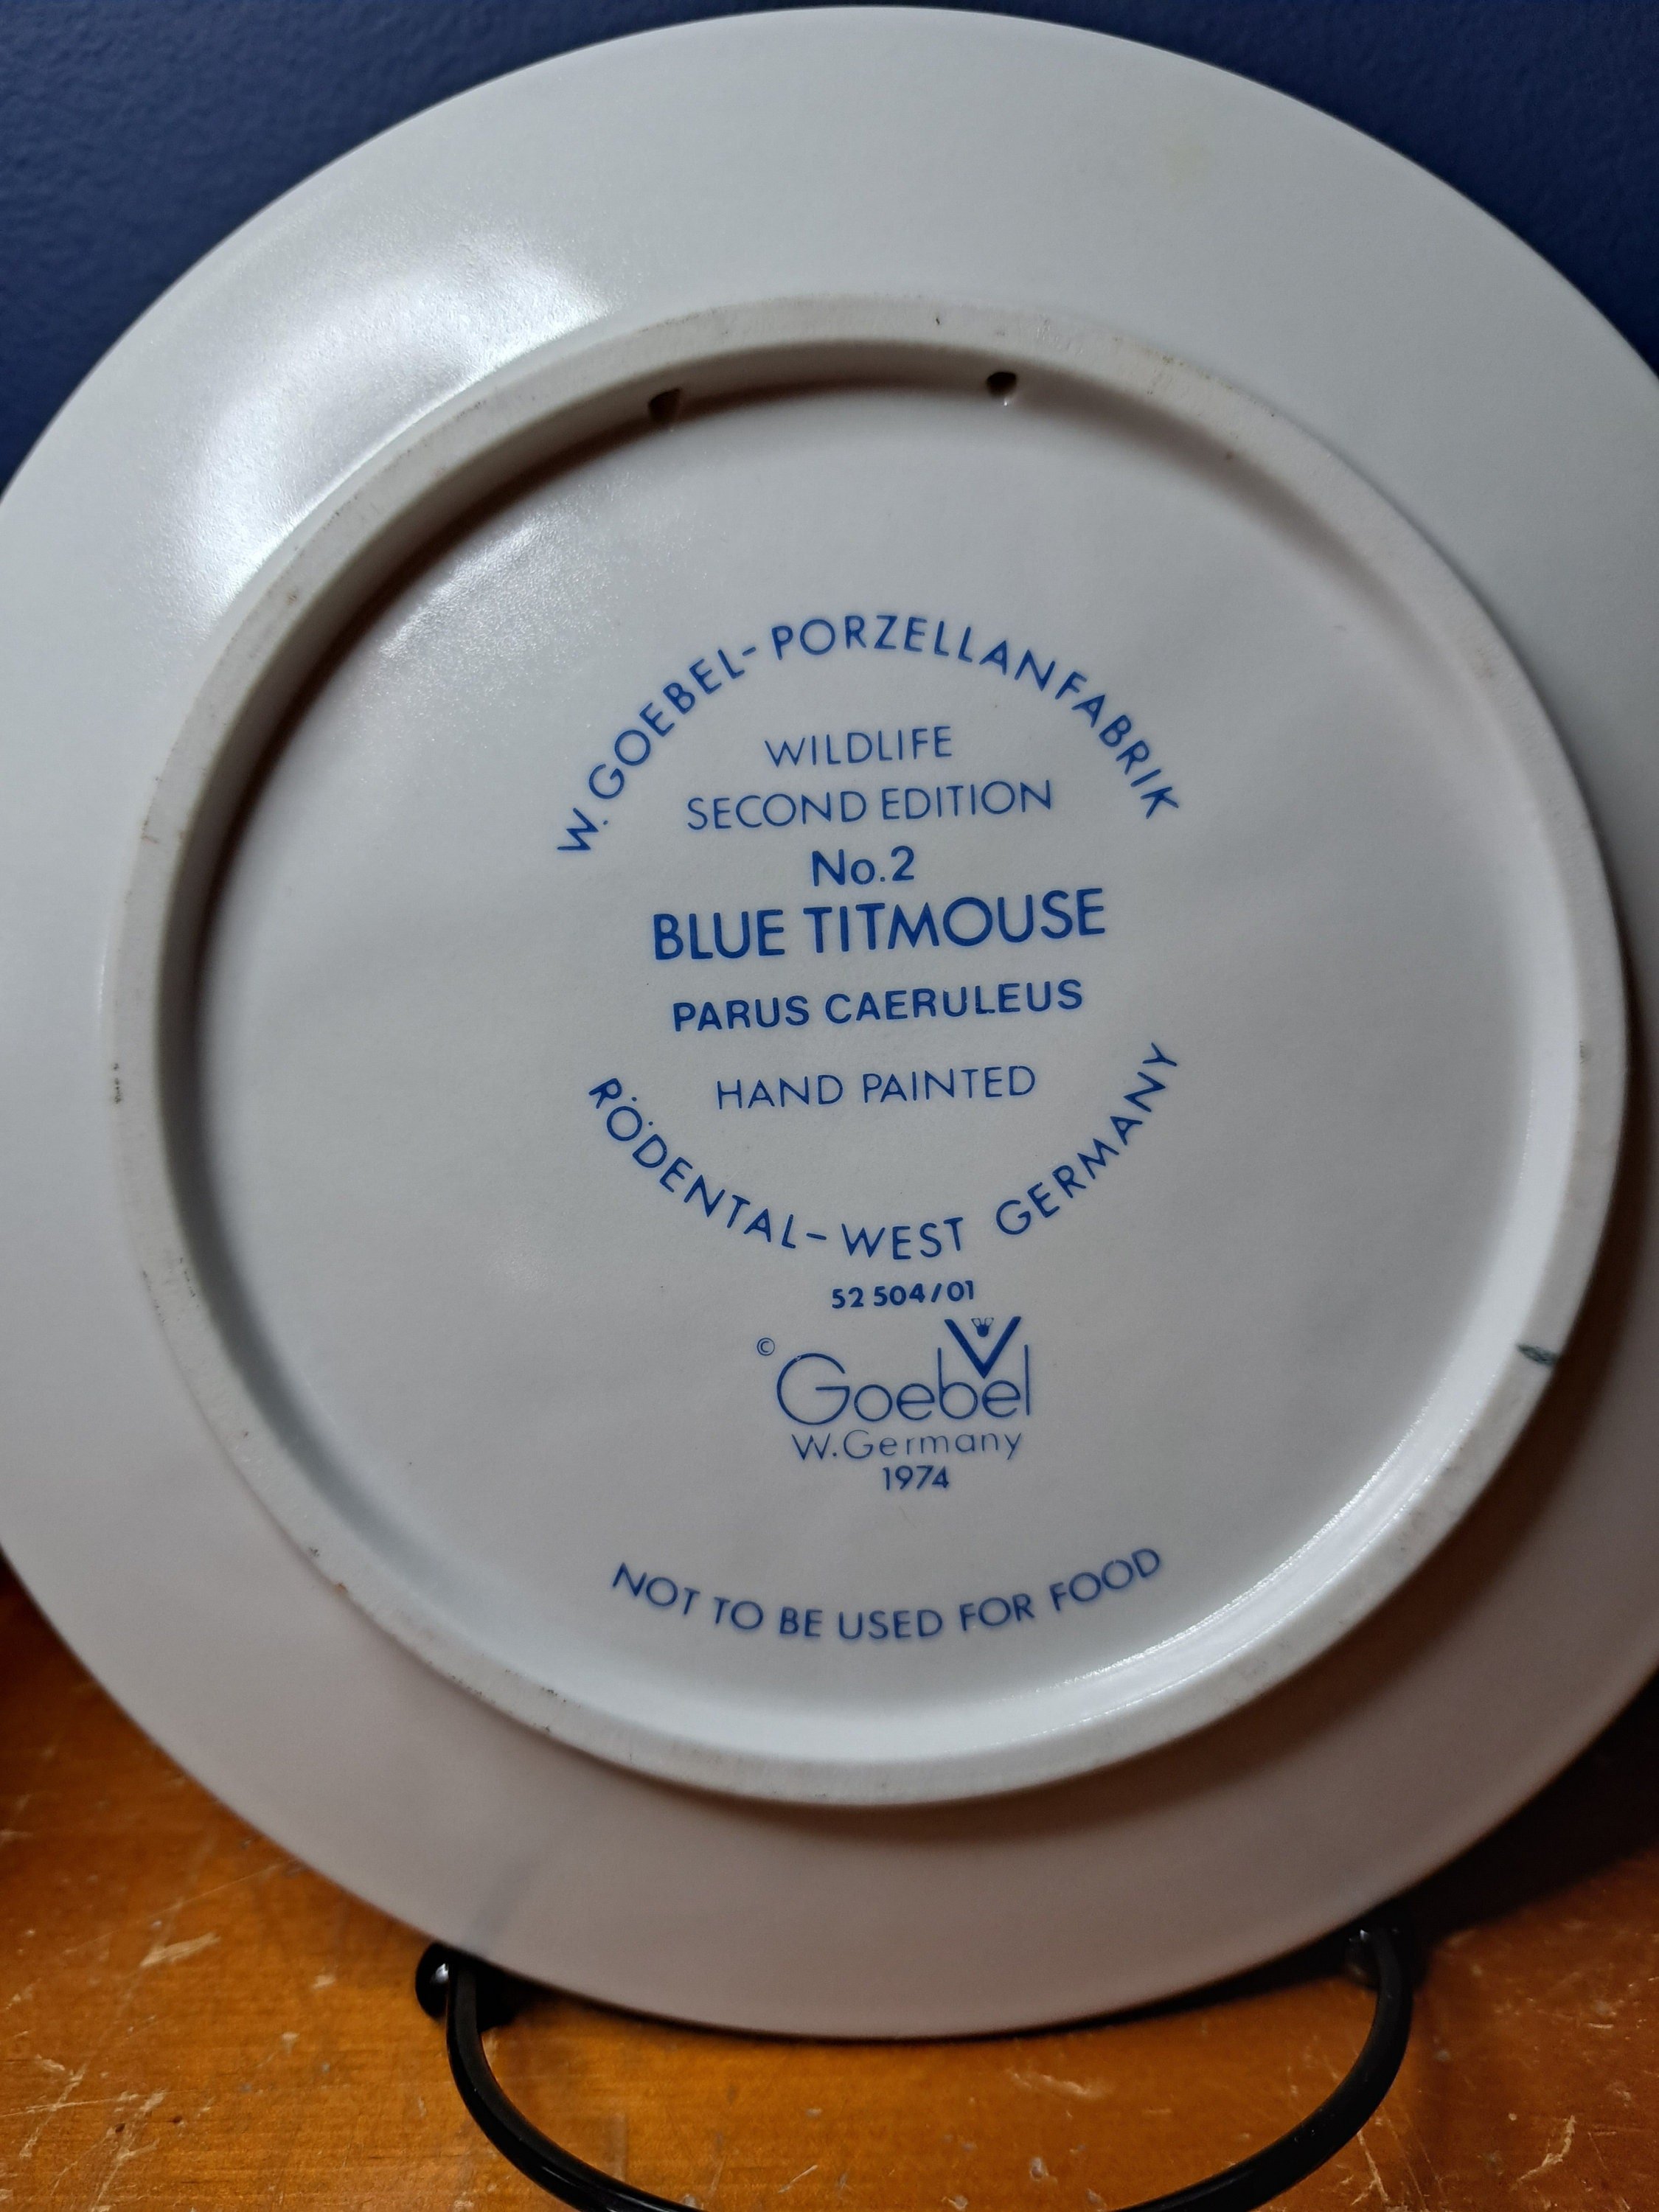 W. GOEBEL-PORZELLANFABRIK
WILDLIFE
SECOND EDITION
No.2
BLUE TITMOUSE
PARUS CAERULEUS
HAND PAINTED
RÖDENTAL-WEST GERMANY
52 504/01
© Goebel
W.Germany
1974
NOT TO BE USED FOR FOOD